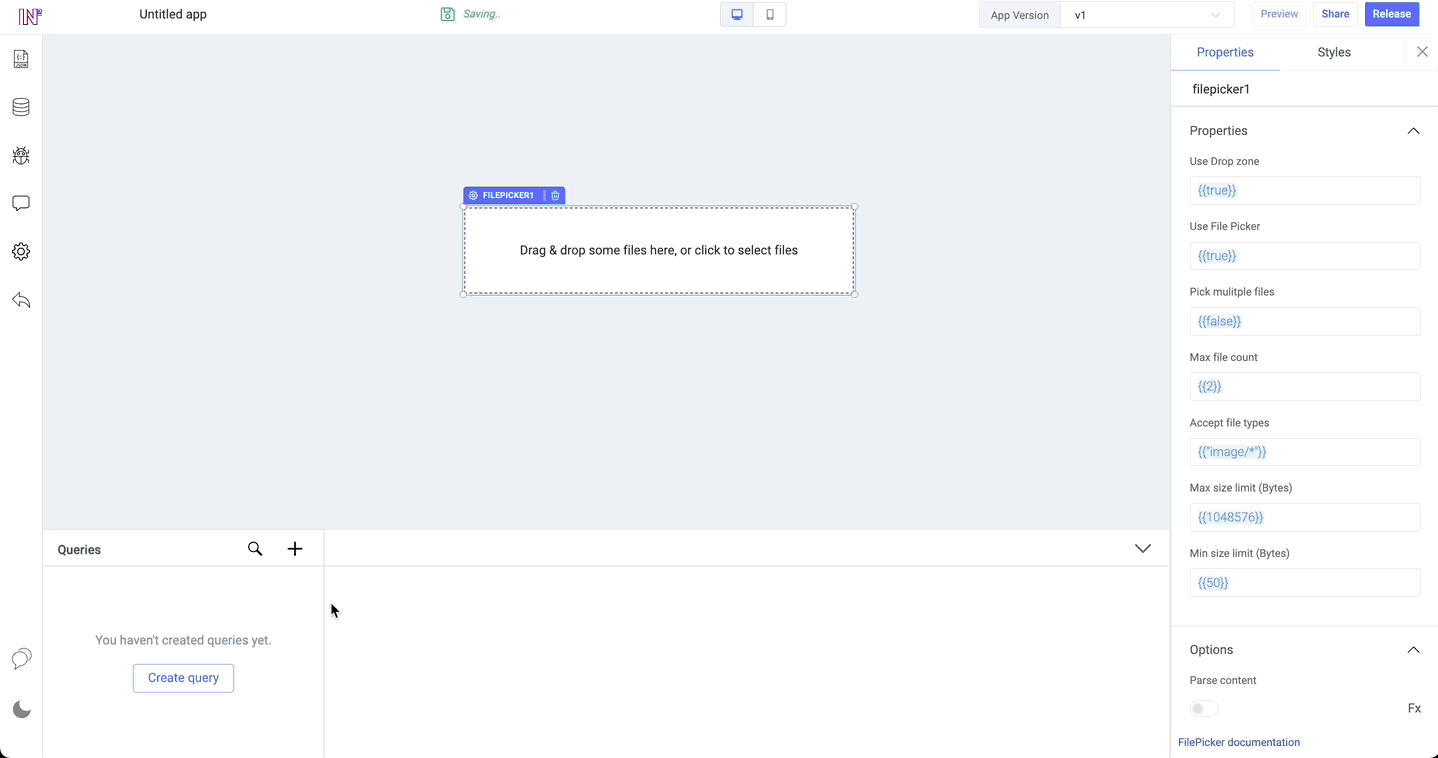 Untitled app
Saving..
App Version
v1
Preview
Share
Release
Properties
Styles
filepicker1
Properties
Use Drop zone
{{true}}
Use File Picker
{{true}}
Pick mulitple files
{{false}}
Max file count
{{2}}
Accept file types
{{"image/*"}}
Max size limit (Bytes)
{{1048576}}
Min size limit (Bytes)
{{50}}
Options
Parse content
Fx
FilePicker documentation
FILEPICKER1
Drag & drop some files here, or click to select files
Queries
You haven't created queries yet.
Create query